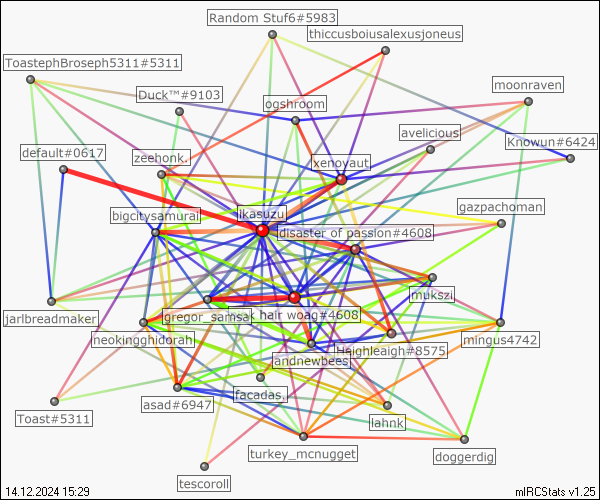 Random Stuf6#5983
thiccusboiusalexusjoneus
ToastephBroseph5311#5311
Duck™#9103
moonraven
ogshroom
avelicious
Knowun#6424
default#0617
zeehonk.
xenoyaut
gazpachoman
bigcitysamurai
ikasuzu
disaster of passion#4608
mukszi
jarlbreadmaker
gregor_samsa
k hair woag#4608
mingus4742
neokingghidorah
andnewbees
Heighleaigh#8575
Toast#5311
asad#6947
facadas.
lahnk
turkey_mcnugget
doggerdig
tescoroll
14.12.2024 15:29
mIRCStats v1.25